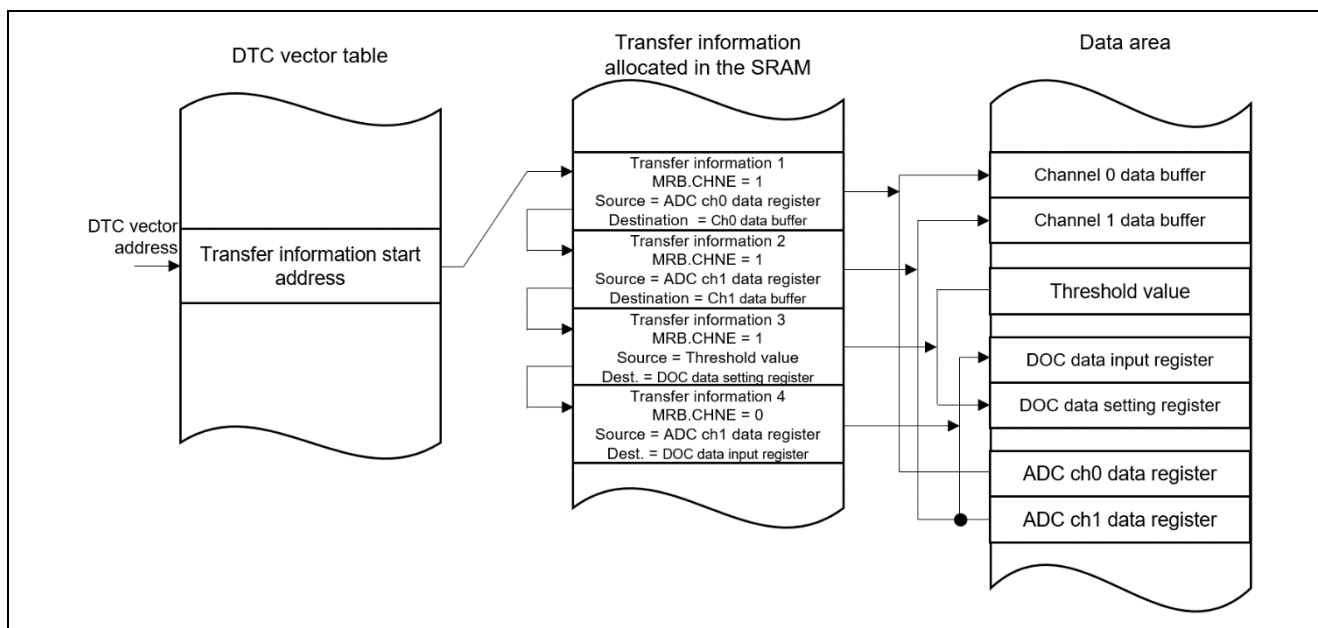 DTC vector table
DTC vector
address
Transfer information start
address
Transfer information
allocated in the SRAM
Transfer information 1
MRB.CHNE = 1
Source = ADC ch0 data register
Destination = Ch0 data buffer
Transfer information 2
MRB.CHNE = 1
Source = ADC ch1 data register
Destination = Ch1 data buffer
Transfer information 3
MRB.CHNE = 1
Source = Threshold value
Dest. = DOC data setting register
Transfer information 4
MRB.CHNE = 0
Source = ADC ch1 data register
Dest. = DOC data input register
Data area
Channel 0 data buffer
Channel 1 data buffer
Threshold value
DOC data input register
DOC data setting register
ADC ch0 data register
ADC ch1 data register